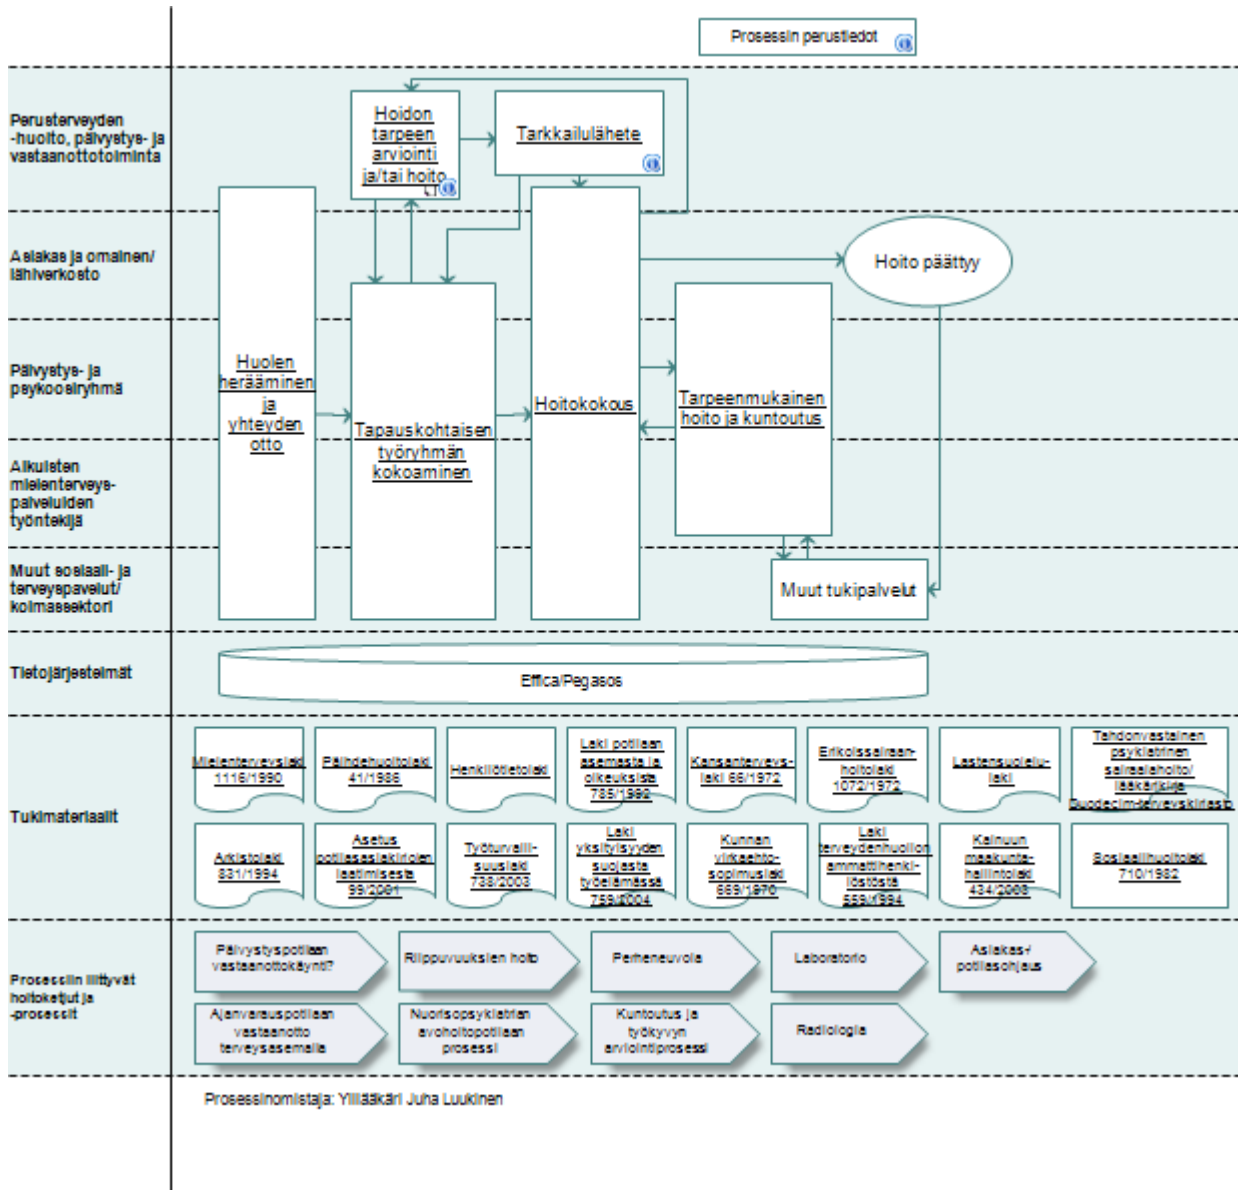 Prosessin perustiedot
Perusterveyden
-huolto, päivystys- ja
vastaanottotoiminta
Hoidon
tarpeen
arviointi
ja/tai hoito
Tarkkailulähete
Asiakas ja omainen/
lähiverkosto
Hoito päättyy
Päivystys- ja
psykoosiryhmä
Huolen
herääminen
ja
yhteyden
otto
Tapauskohtaisen
työryhmän
kokoaminen
Hoitokokous
Tarpeenmukainen
hoito ja kuntoutus
Aikuisten
mielenterveys-
palveluiden
työntekijä
Muut sosiaali- ja
terveyspavelut/
kolmassektori
Muut tukipalvelut
Tietojärjestelmät
Effica/Pegasos
Tukimateriaalit
Mielenterveyslaki
1116/1990
Päihdehuoltolaki
41/1986
Henkilötietolaki
Laki potilaan
asemasta ja
oikeuksista
785/1992
Kansanterveys-
laki 66/1972
Erikoissairaan-
hoitolaki
1072/1972
Lastensuojelu-
laki
Tahdonvastainen
psykiatrinen
sairaalahoito/
lääkärikirja
Duodecim-terveyskirjasto
Arkistolaki
831/1994
Asetus
potilasasiakirjojen
laatimisesta
99/2001
Työturvalli-
suuslaki
738/2003
Laki
yksityisyyden
suojasta
työelämässä
759/2004
Kunnan
virkaehto-
sopimuslaki
669/1970
Laki
terveydenhuollon
ammattihenki-
löstöstä
559/1994
Kainuun
maakunta-
hallintolaki
434/2003
Sosiaalihuoltolaki
710/1982
Prosessiin liittyvät
hoitoketjut ja
-prosessit
Päivystyspotilaan
vastaanottokäynti?
Riippuvuuksien hoito
Perheneuvola
Laboratorio
Asiakas-/
potilasohjaus
Ajanvarauspotilaan
vastaanotto
terveysasemalla
Nuorisopsykiatrian
avohoitopotilaan
prosessi
Kuntoutus ja
työkyvyn
arviointiprosessi
Radiologia
Prosessinomistaja: Ylilääkäri Juha Luukinen